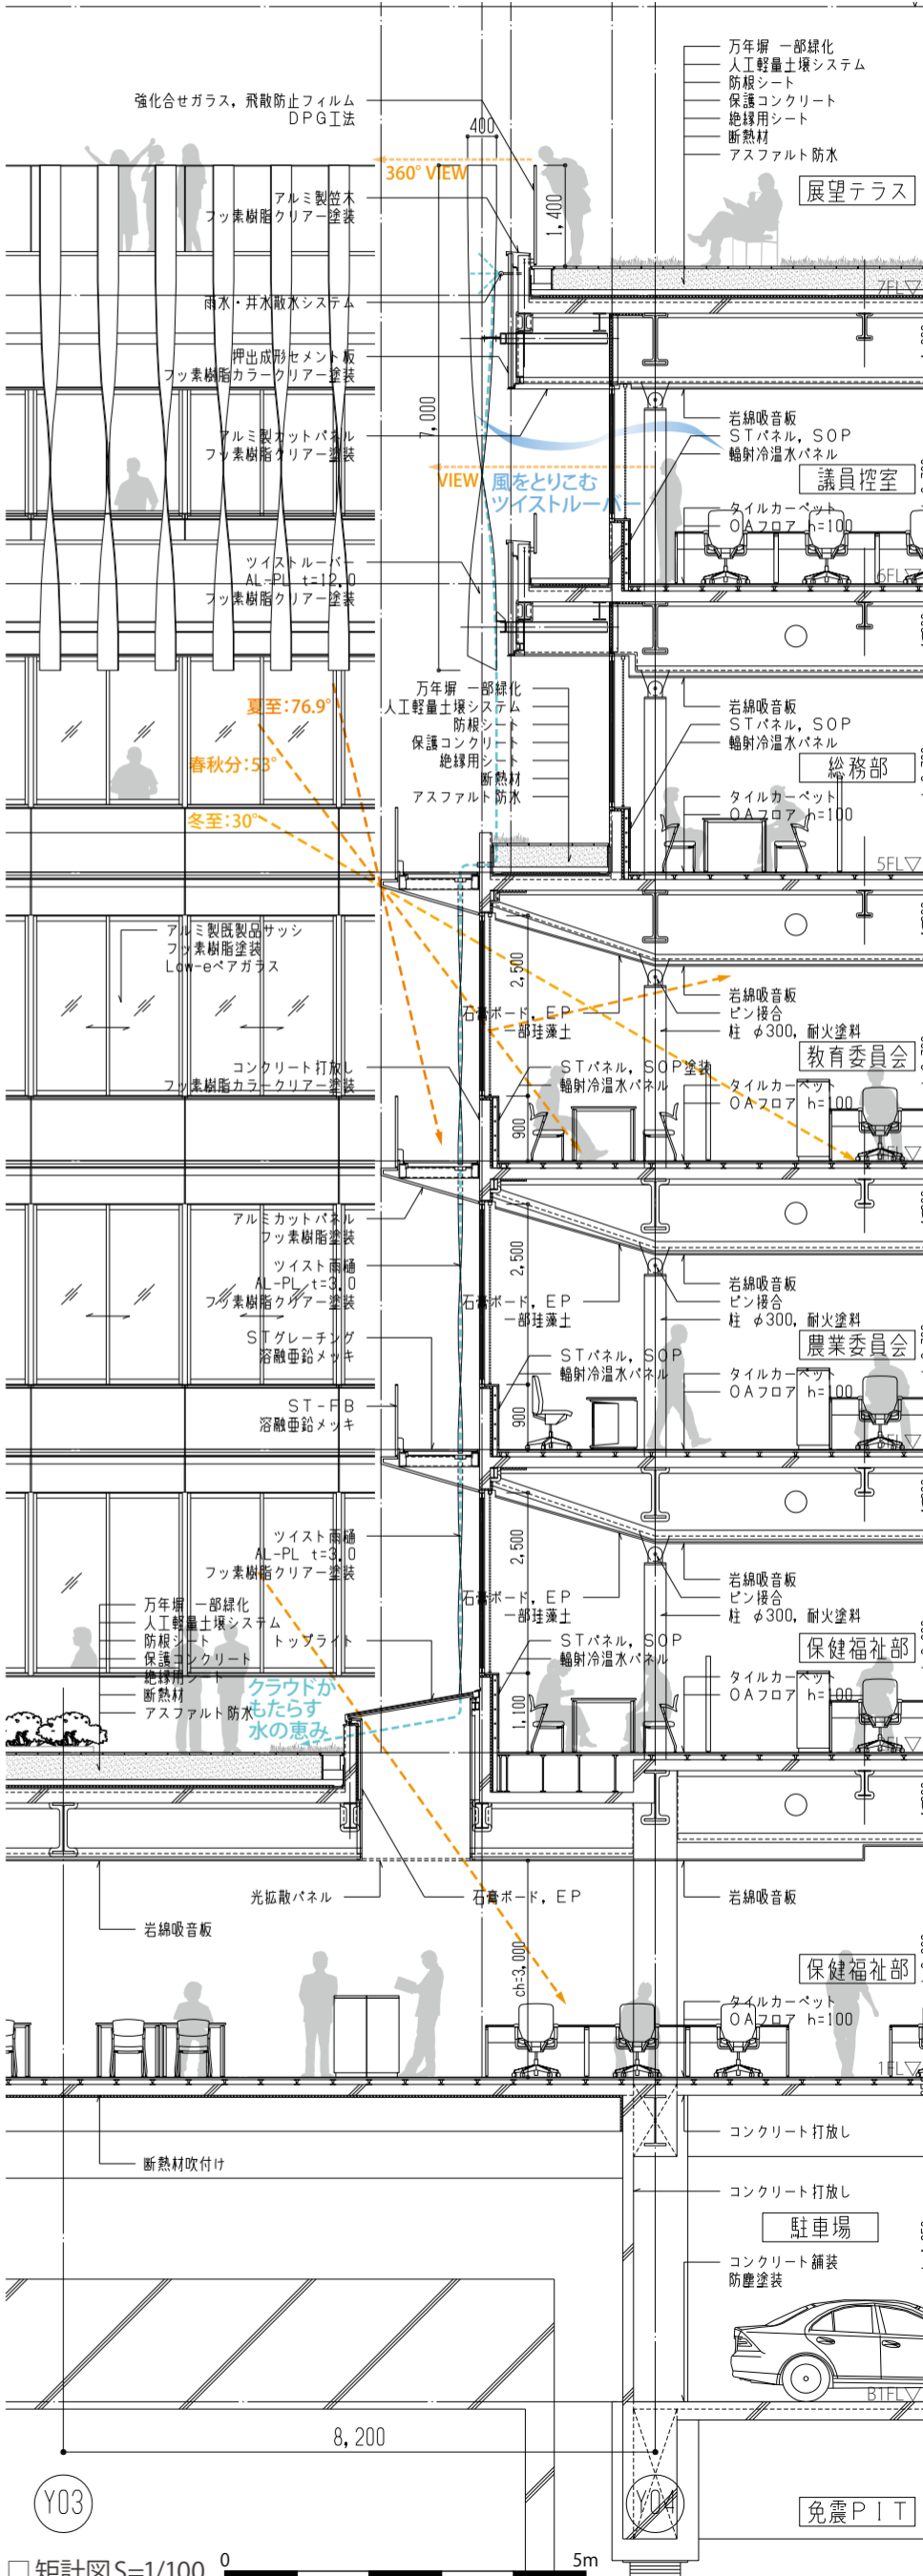 万年塀 一部緑化
人工軽量土壌システム
防根シート
保護コンクリート
絶縁用シート
断熱材
アスファルト防水
展望テラス
強化合せガラス, 飛散防止フィルム
DPG工法
400
360° VIEW
1,400
アルミ製笠木
フッ素樹脂クリアー塗装
雨水・井水散水システム
7FL▽
押出成形セメント板
フッ素樹脂カラークリアー塗装
7,000
アルミ製カットパネル
フッ素樹脂クリアー塗装
岩綿吸音板
STパネル, SOP
輻射冷温水パネル
議員控室
VIEW
風をとりこむ
ツイストルーバー
タイルカーペット
OAフロア h=100
6FL▽
ツイストルーバー
AL-PL t=12.0
フッ素樹脂クリアー塗装
万年塀 一部緑化
人工軽量土壌システム
防根シート
保護コンクリート
絶縁用シート
断熱材
アスファルト防水
岩綿吸音板
STパネル, SOP
輻射冷温水パネル
総務部
タイルカーペット
OAフロア h=100
夏至:76.9°
春秋分:53°
冬至:30°
5FL▽
アルミ製既製品サッシ
フッ素樹脂塗装
Low-eペアガラス
2,500
石膏ボード, EP
一部珪藻土
岩綿吸音板
ピン接合
柱 φ300, 耐火塗料
教育委員会
コンクリート打放し
フッ素樹脂カラークリアー塗装
STパネル, SOP塗装
輻射冷温水パネル
タイルカーペット
OAフロア h=100
900
アルミカットパネル
フッ素樹脂塗装
ツイスト雨樋
AL-PL t=3.0
フッ素樹脂クリアー塗装
2,500
石膏ボード, EP
一部珪藻土
岩綿吸音板
ピン接合
柱 φ300, 耐火塗料
農業委員会
STグレーチング
溶融亜鉛メッキ
STパネル, SOP
輻射冷温水パネル
タイルカーペット
OAフロア h=100
ST-FB
溶融亜鉛メッキ
900
ツイスト雨樋
AL-PL t=3.0
フッ素樹脂クリアー塗装
2,500
石膏ボード, EP
一部珪藻土
岩綿吸音板
ピン接合
柱 φ300, 耐火塗料
保健福祉部
万年塀 一部緑化
人工軽量土壌システム
防根シート
保護コンクリート
絶縁用シート
断熱材
アスファルト防水
トップライト
STパネル, SOP
輻射冷温水パネル
タイルカーペット
OAフロア h=100
クラウドが
もたらす
水の恵み
1,100
光拡散パネル
石膏ボード, EP
岩綿吸音板
岩綿吸音板
ch=3,000
保健福祉部
タイルカーペット
OAフロア h=100
1FL▽
コンクリート打放し
断熱材吹付け
コンクリート打放し
駐車場
コンクリート舗装
防塵塗装
B1FL▽
8,200
Y03
Y04
免震PIT
□ 矩計図 S=1/100
0
5m